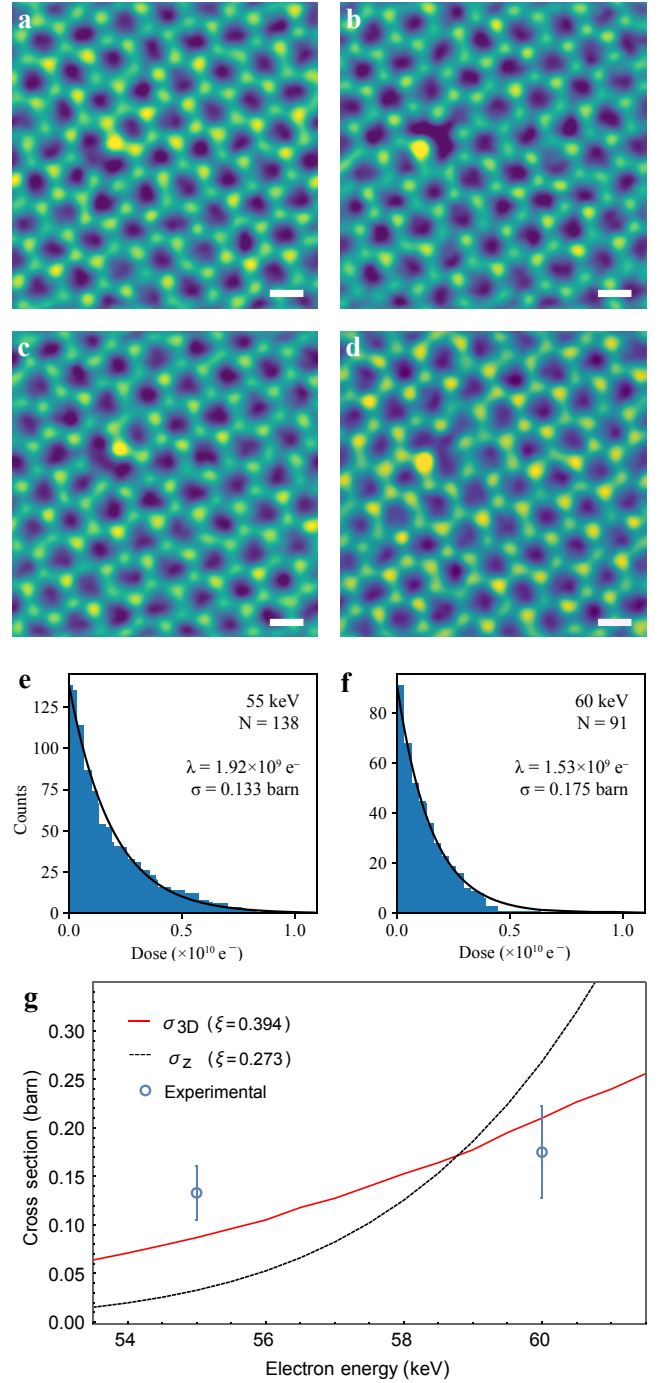 a
b
c
d
e
55 keV
N = 138
λ = 1.92×10⁹ e⁻
σ = 0.133 barn
125
100
75
50
25
0
Counts
0.0
0.5
1.0
Dose (×10¹⁰ e⁻)
f
60 keV
N = 91
λ = 1.53×10⁹ e⁻
σ = 0.175 barn
80
60
40
20
0
0.0
0.5
1.0
Dose (×10¹⁰ e⁻)
g
σ3D (ξ=0.394)
σz (ξ=0.273)
Experimental
0.30
0.25
0.20
0.15
0.10
0.05
0.00
Cross section (barn)
54
56
58
60
Electron energy (keV)